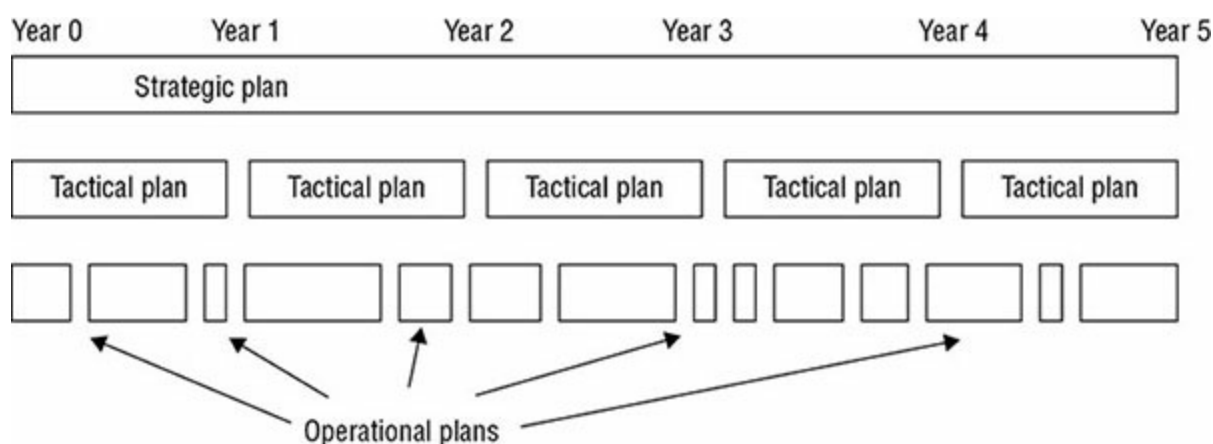 Year 0 Year 1 Year 2 Year 3 Year 4 Year 5
Strategic plan
Tactical plan Tactical plan Tactical plan Tactical plan Tactical plan
Operational plans